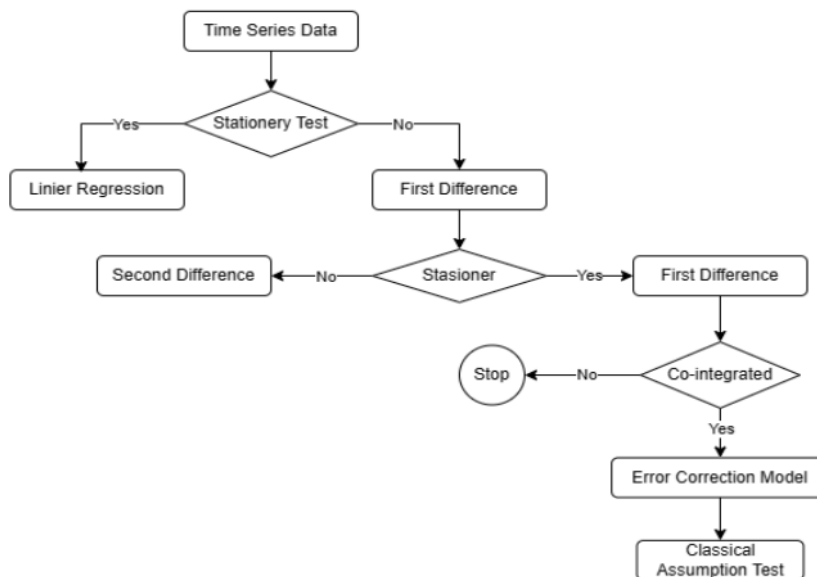 Time Series Data
Yes
Stationery Test
No
Linier Regression
First Difference
Second Difference
No
Stasioner
Yes
First Difference
Stop
No
Co-integrated
Yes
Error Correction Model
Classical
Assumption Test